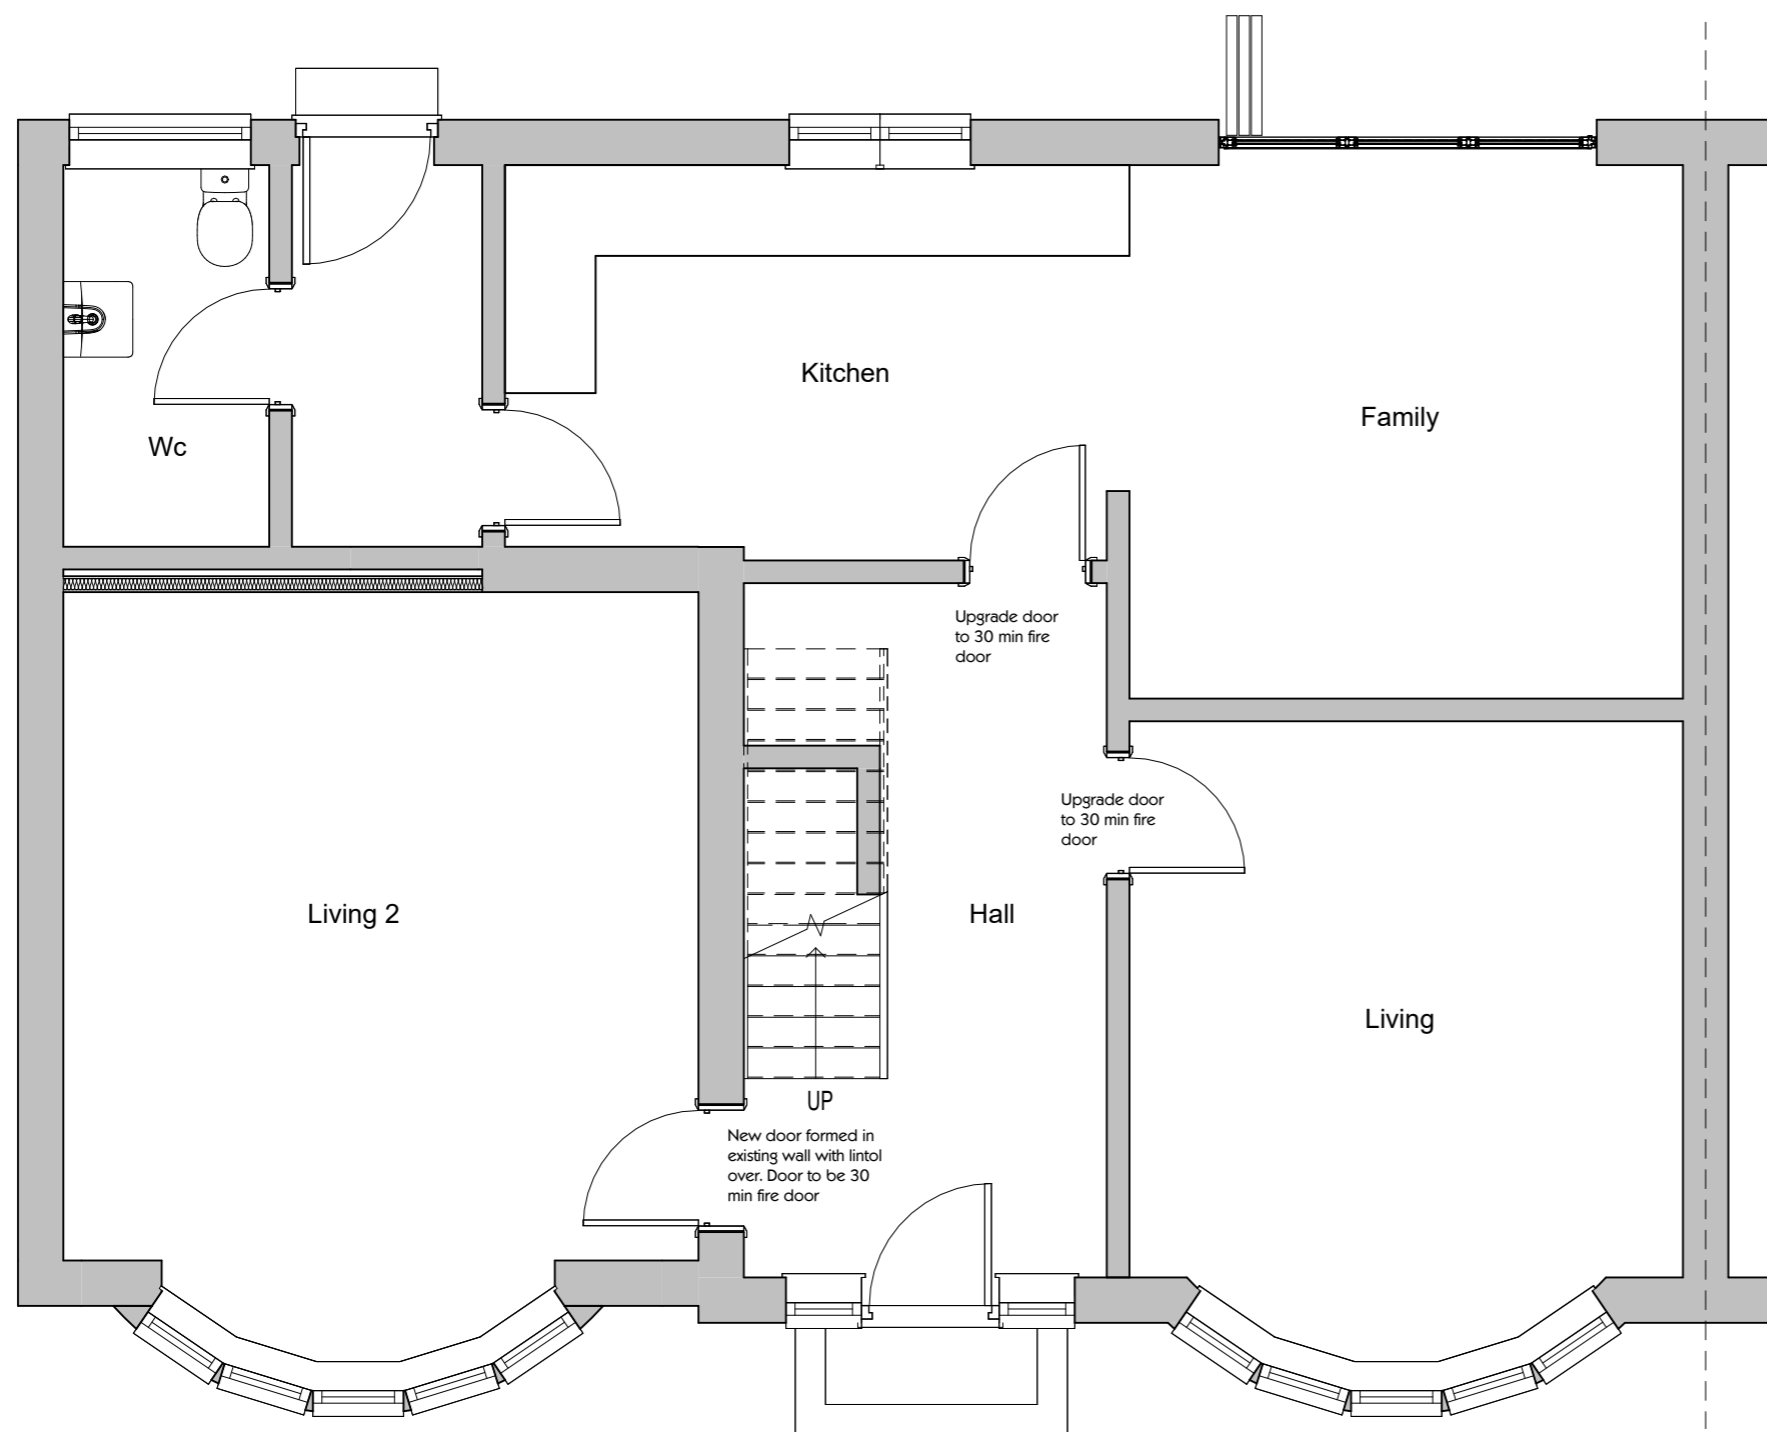 Kitchen
Family
Wc
Upgrade door
to 30 min fire
door
Upgrade door
to 30 min fire
door
Living 2
Hall
Living
UP
New door formed in
existing wall with lintol
over. Door to be 30
min fire door